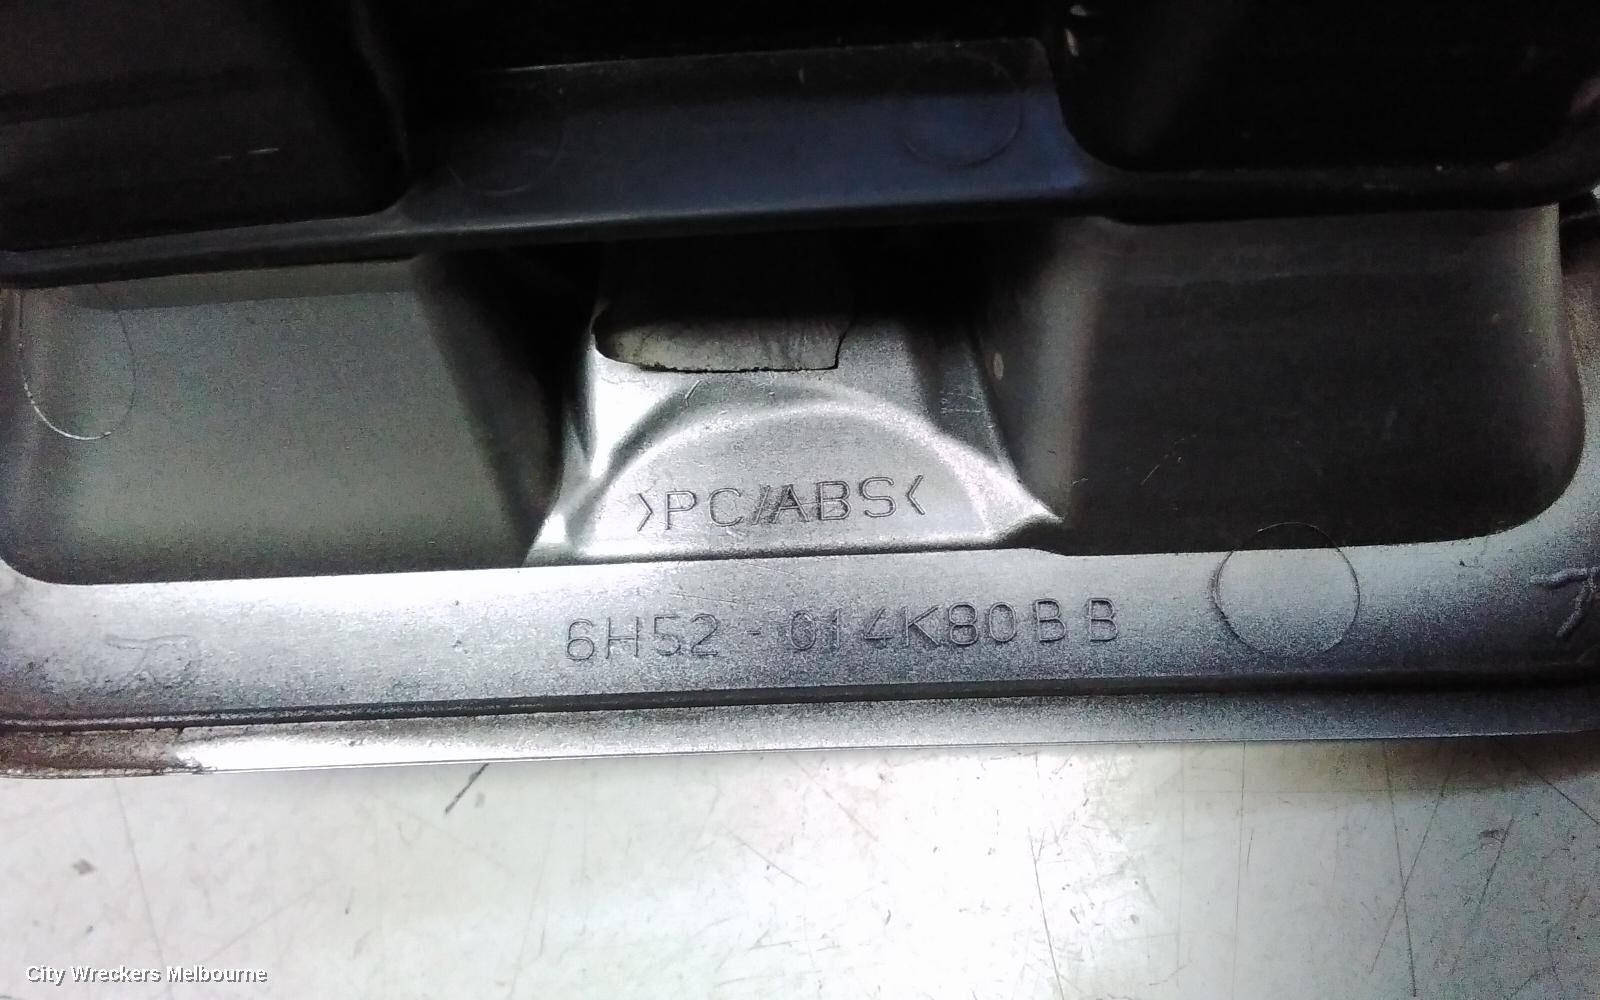 >PC/ABS<
6H52-014K80BB
City Wreckers Melbourne